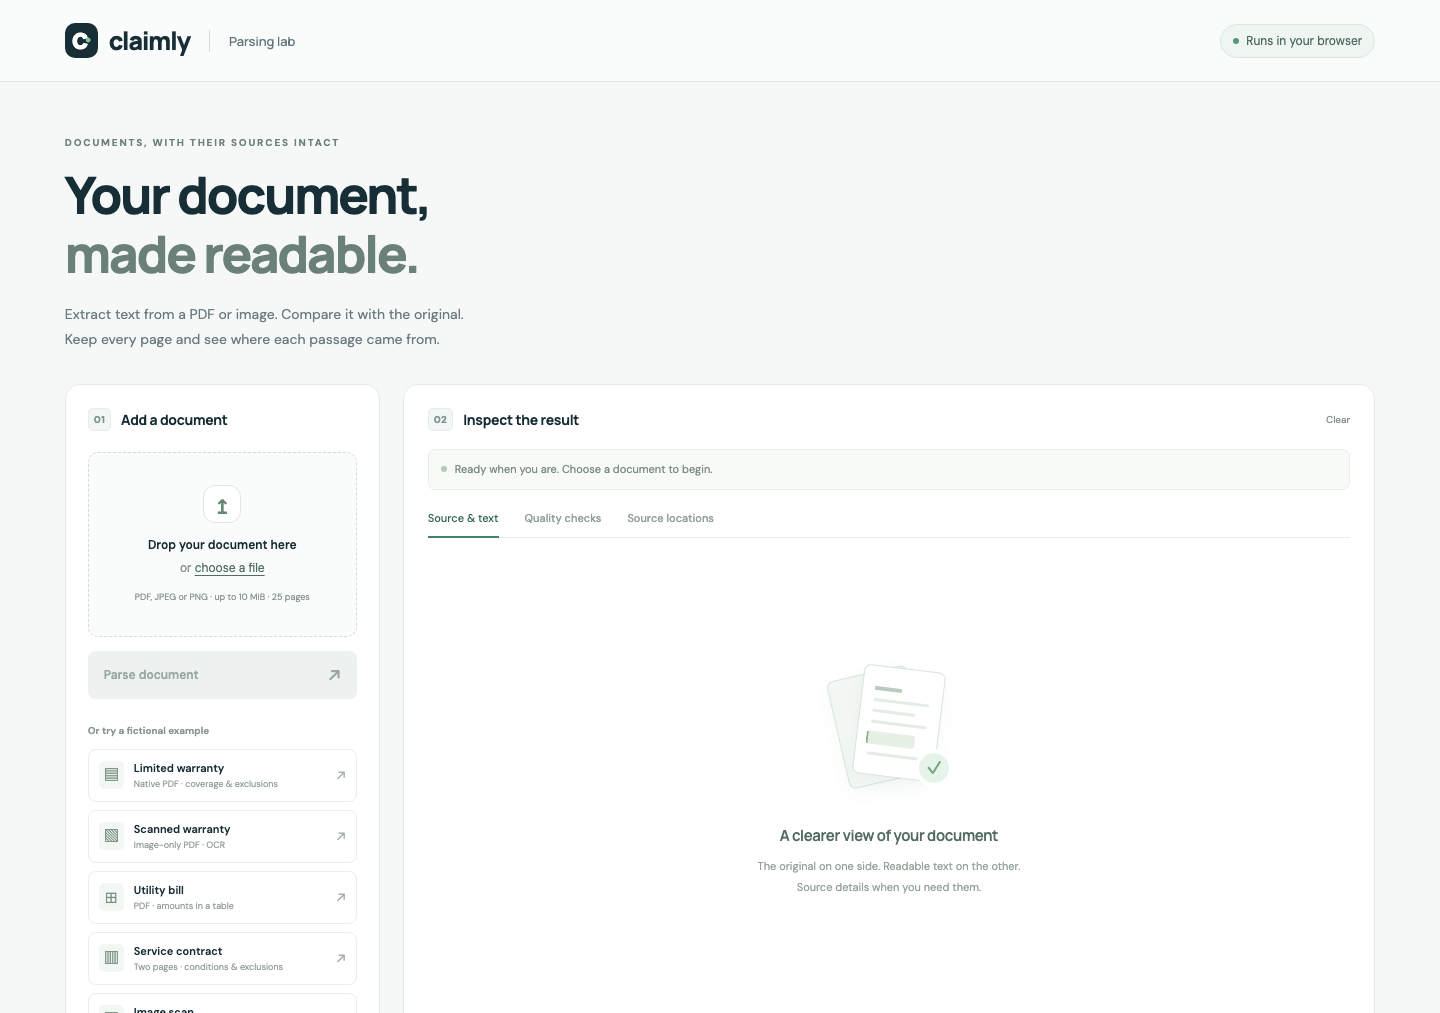 claimly
Parsing lab
Runs in your browser
DOCUMENTS, WITH THEIR SOURCES INTACT
Your document,
made readable.
Extract text from a PDF or image. Compare it with the original.
Keep every page and see where each passage came from.
01
Add a document
Drop your document here
or choose a file
PDF, JPEG or PNG · up to 10 MiB · 25 pages
Parse document
Or try a fictional example
Limited warranty
Native PDF · coverage & exclusions
Scanned warranty
Image-only PDF · OCR
Utility bill
PDF · amounts in a table
Service contract
Two pages · conditions & exclusions
Image scan
02
Inspect the result
Clear
Ready when you are. Choose a document to begin.
Source & text
Quality checks
Source locations
A clearer view of your document
The original on one side. Readable text on the other.
Source details when you need them.